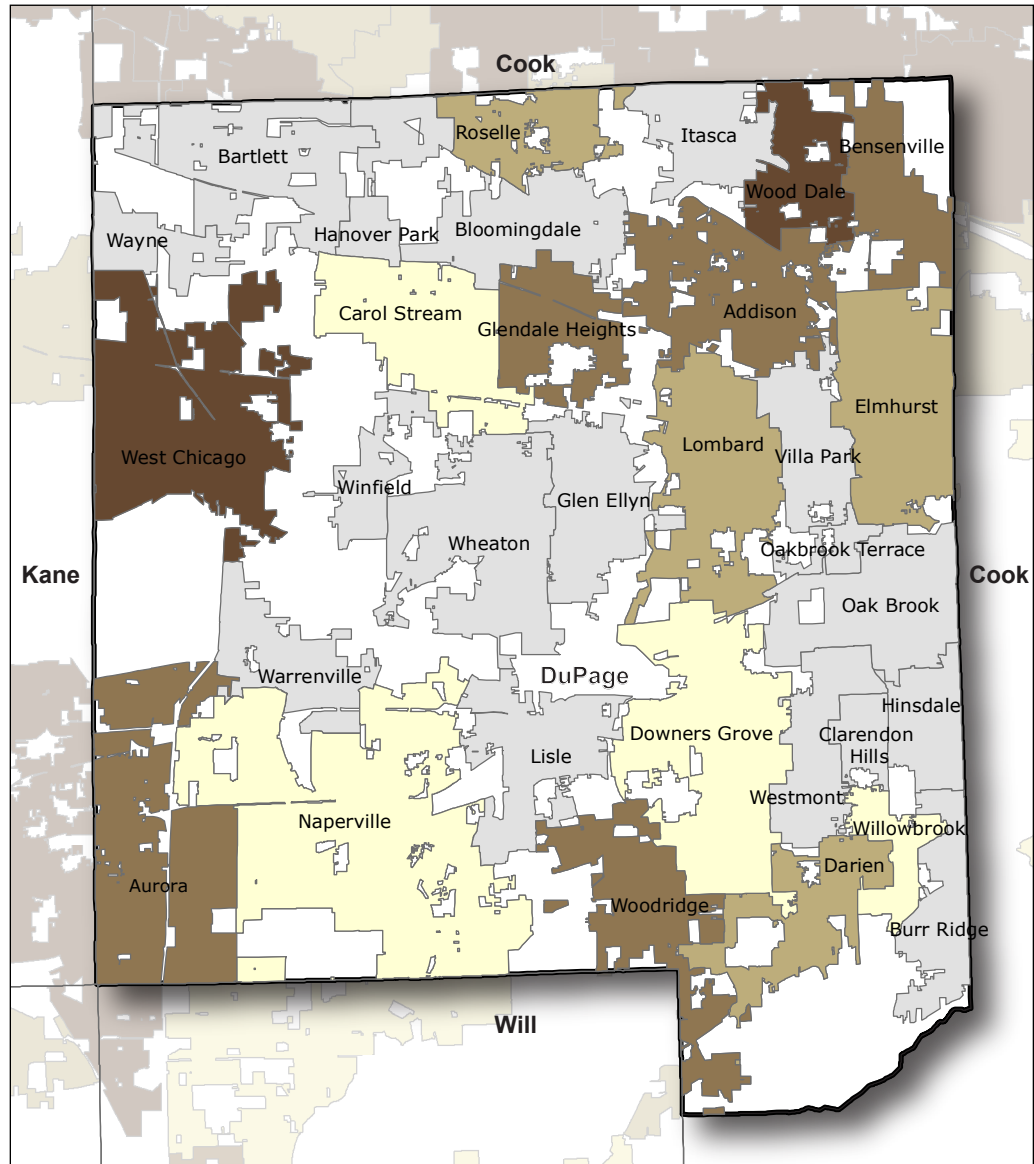 Cook
Roselle
Itasca
Bensenville
Bartlett
Wood Dale
Wayne
Hanover Park
Bloomingdale
Carol Stream
Addison
Glendale Heights
Elmhurst
Lombard
West Chicago
Villa Park
Winfield
Glen Ellyn
Wheaton
Oakbrook Terrace
Kane
Cook
Oak Brook
Warrenville
DuPage
Hinsdale
Downers Grove
Clarendon
Hills
Lisle
Westmont
Naperville
Willowbrook
Darien
Aurora
Woodridge
Burr Ridge
Will